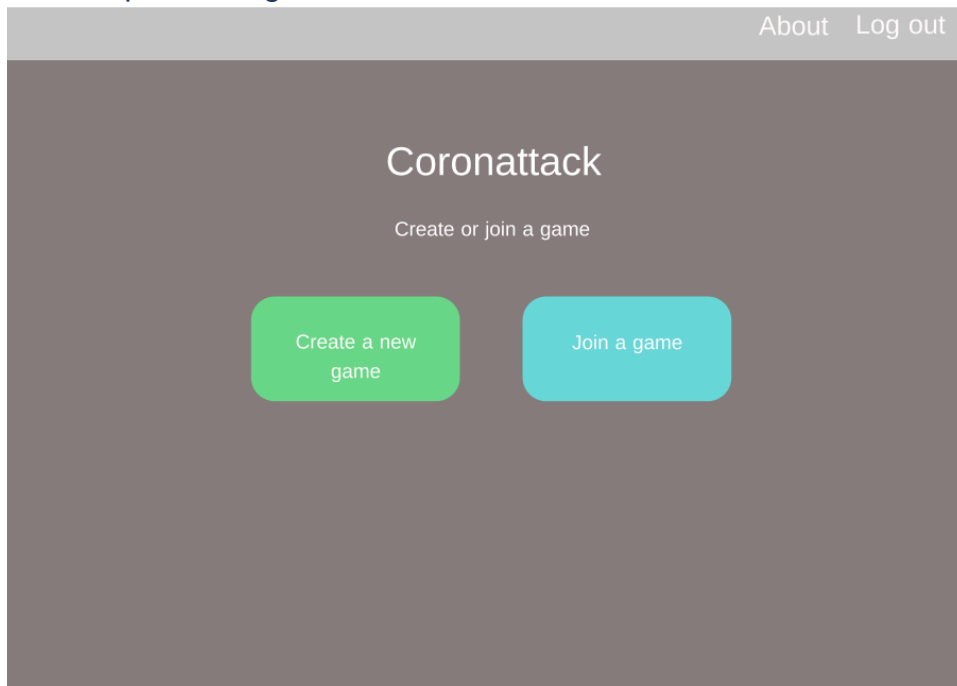 About Log out
Coronattack
Create or join a game
Create a new
game
Join a game